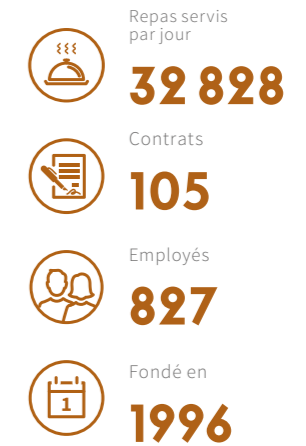 Repas servis
par jour
32 828
Contrats
105
Employés
827
Fondé en
1
1996